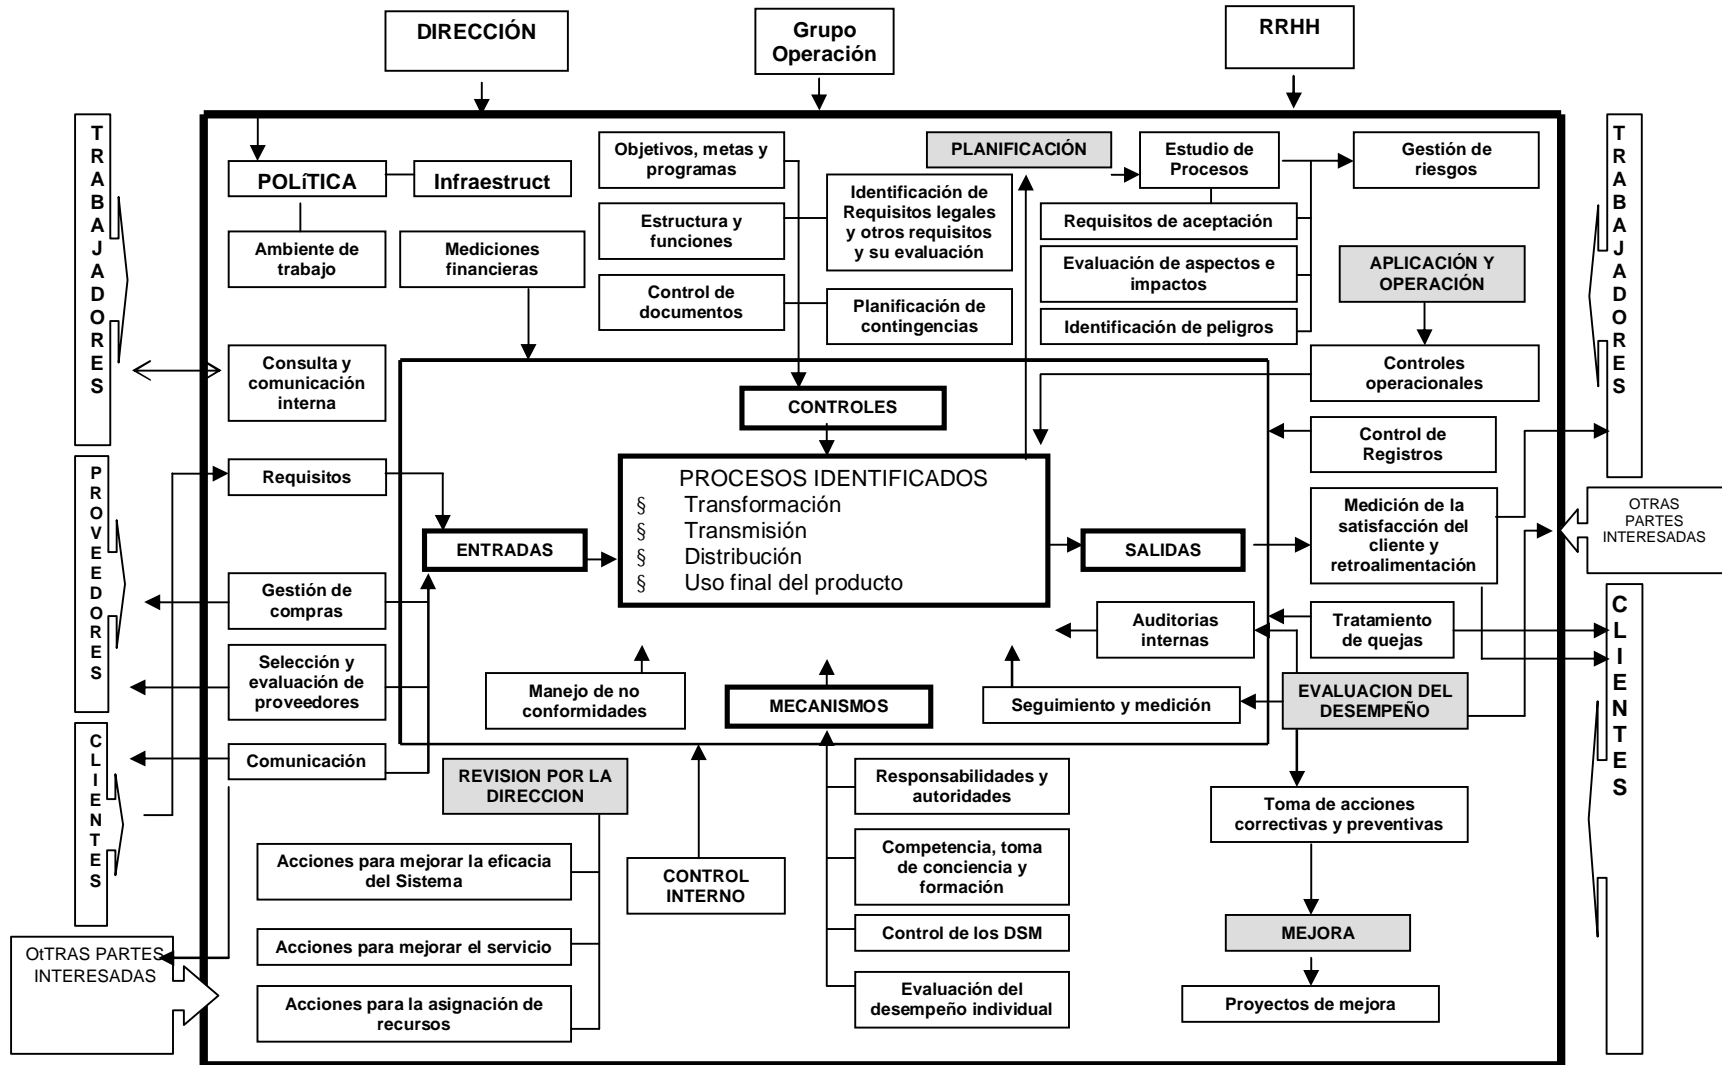 DIRECCIÓN
Grupo
Operación
RRHH
TRABAJADORES
POLíTICA
Infraestruct
Ambiente de
trabajo
Mediciones
financieras
Objetivos, metas y
programas
Estructura y
funciones
Control de
documentos
Identificación de
Requisitos legales
y otros requisitos
y su evaluación
Planificación de
contingencias
PLANIFICACIÓN
Estudio de
Procesos
Requisitos de aceptación
Evaluación de aspectos e
impactos
Identificación de peligros
Gestión de
riesgos
APLICACIÓN Y
OPERACIÓN
Controles
operacionales
TRABAJADORES
Consulta y
comunicación
interna
CONTROLES
Control de
Registros
PROVEEDORES
Requisitos
ENTRADAS
PROCESOS IDENTIFICADOS
§ Transformación
§ Transmisión
§ Distribución
§ Uso final del producto
SALIDAS
Medición de la
satisfacción del
cliente y
retroalimentación
OTRAS
PARTES
INTERESADAS
Gestión de
compras
Selección y
evaluación de
proveedores
Manejo de no
conformidades
MECANISMOS
Auditorias
internas
Seguimiento y medición
Tratamiento
de quejas
EVALUACION DEL
DESEMPEÑO
CLIENTES
CLIENTES
Comunicación
REVISION POR LA
DIRECCION
Acciones para mejorar la eficacia
del Sistema
Acciones para mejorar el servicio
Acciones para la asignación de
recursos
CONTROL
INTERNO
Responsabilidades y
autoridades
Competencia, toma
de conciencia y
formación
Control de los DSM
Evaluación del
desempeño individual
Toma de acciones
correctivas y preventivas
MEJORA
Proyectos de mejora
OtTRAS PARTES
INTERESADAS